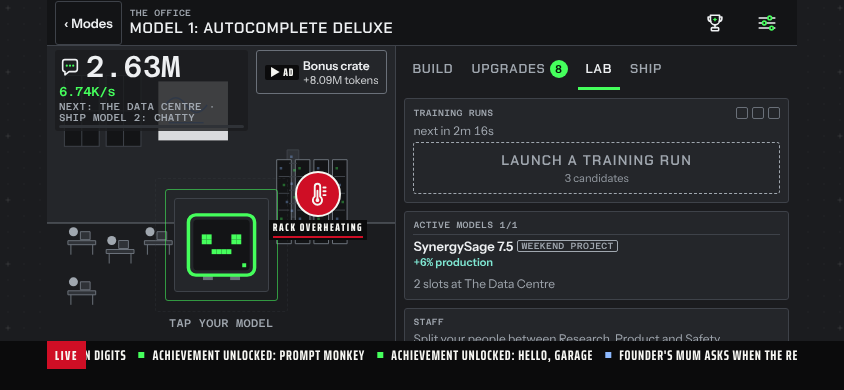 ‹ Modes
THE OFFICE
MODEL 1: AUTOCOMPLETE DELUXE
2.63M
6.74K/s
NEXT: THE DATA CENTRE ·
SHIP MODEL 2: CHATTY
AD
Bonus crate
+8.09M tokens
RACK OVERHEATING
TAP YOUR MODEL
BUILD
UPGRADES 8
LAB
SHIP
TRAINING RUNS
next in 2m 16s
LAUNCH A TRAINING RUN
3 candidates
ACTIVE MODELS 1/1
SynergySage 7.5 WEEKEND PROJECT
+6% production
2 slots at The Data Centre
STAFF
Split your people between Research, Product and Safety
LIVE N DIGITS ACHIEVEMENT UNLOCKED: PROMPT MONKEY ACHIEVEMENT UNLOCKED: HELLO, GARAGE FOUNDER'S MUM ASKS WHEN THE RE